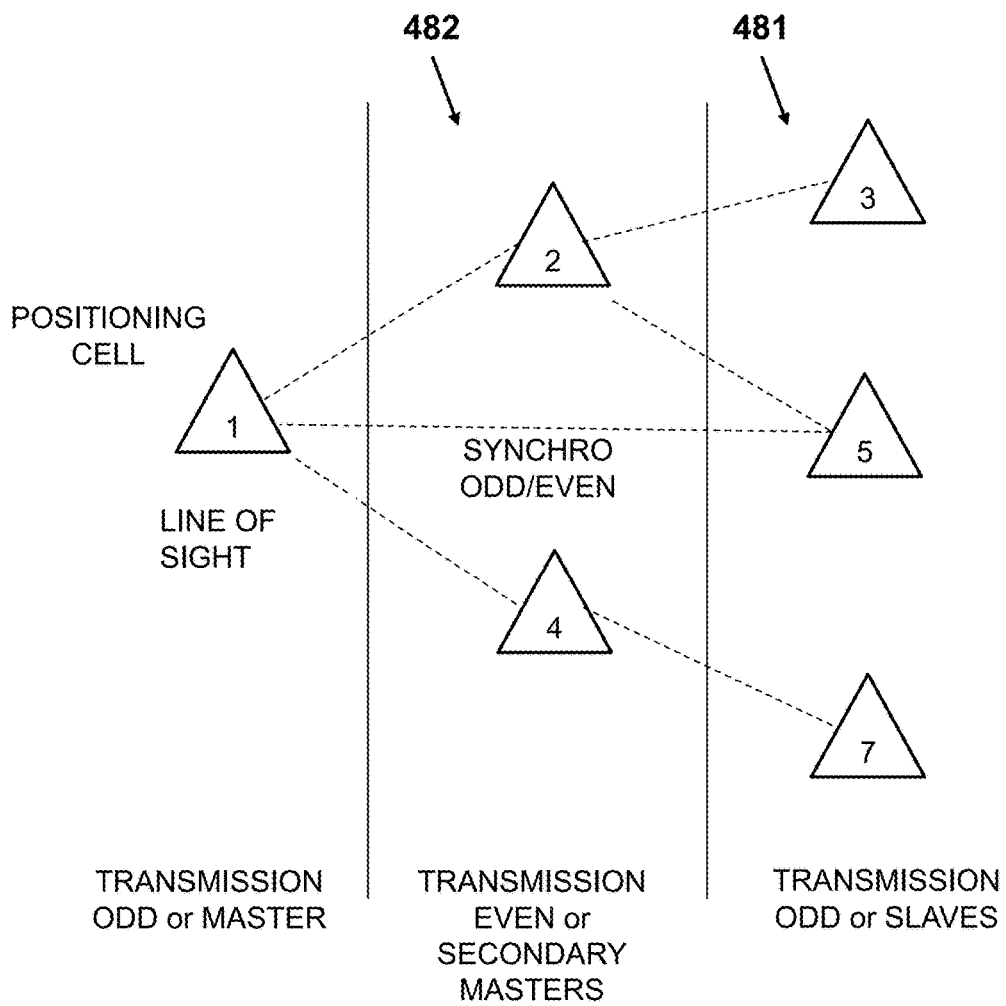 482
481
3
2
POSITIONING
CELL
1
SYNCHRO
ODD/EVEN
5
LINE OF
SIGHT
4
7
TRANSMISSION
ODD or MASTER
TRANSMISSION
EVEN or
SECONDARY
MASTERS
TRANSMISSION
ODD or SLAVES